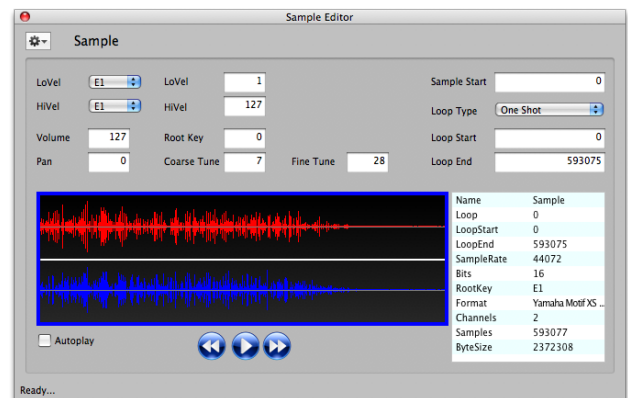 Sample Editor
Sample
LoVel E1 LoVel 1 Sample Start 0
HiVel E1 HiVel 127 Loop Type One Shot
Volume 127 Root Key 0 Loop Start 0
Pan 0 Coarse Tune 7 Fine Tune 28 Loop End 593075
Name Sample
Loop 0
LoopStart 0
LoopEnd 593075
SampleRate 44072
Bits 16
RootKey E1
Format Yamaha Motif XS ...
Channels 2
Samples 593077
ByteSize 2372308
Autoplay
Ready...